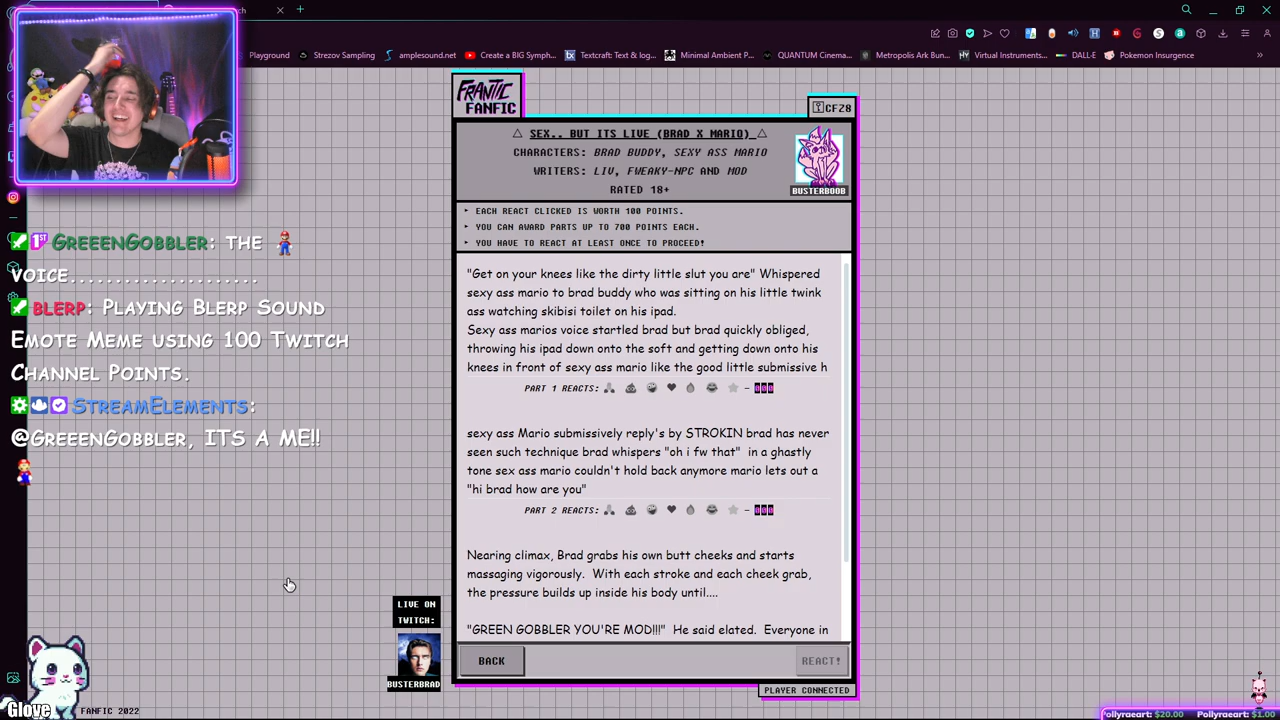 Playground
Strezov Sampling
amplesound.net
Create a BIG Symph...
Textcraft: Text & log...
Minimal Ambient P...
QUANTUM Cinema...
Metropolis Bark Bun...
Virtual Instruments...
DALL-E
Pokemon Insurgence
FRANTIC
FANFIC
CFZ8
△ SEX.. BUT ITS LIVE (BRAD X MARIO) △
CHARACTERS: BRAD BUDDY, SEXY ASS MARIO
WRITERS: LIV, FWEAKY-NPC AND MOD
RATED 18+
BUSTERBOOB
EACH REACT CLICKED IS WORTH 100 POINTS.
YOU CAN AWARD PARTS UP TO 700 POINTS EACH.
YOU HAVE TO REACT AT LEAST ONCE TO PROCEED!
GREEENGOBBLER: THE
VOICE....................
BLERP: PLAYING BLERP SOUND
EMOTE MEME USING 100 TWITCH
CHANNEL POINTS.
STREAMELEMENTS:
@GREEENGOBBLER, ITS A ME!!
"Get on your knees like the dirty little slut you are" Whispered
sexy ass mario to brad buddy who was sitting on his little twink
ass watching skibisi toilet on his ipad.
Sexy ass marios voice startled brad but brad quickly obliged,
throwing his ipad down onto the soft and getting down onto his
knees in front of sexy ass mario like the good little submissive h
PART 1 REACTS: - 000
sexy ass Mario submissively reply's by STROKIN brad has never
seen such technique brad whispers "oh i fw that" in a ghastly
tone sex ass mario couldn't hold back anymore mario lets out a
"hi brad how are you"
PART 2 REACTS: - 000
Nearing climax, Brad grabs his own butt cheeks and starts
massaging vigorously. With each stroke and each cheek grab,
the pressure builds up inside his body until....
"GREEN GOBBLER YOU'RE MOD!!!" He said elated. Everyone in
LIVE ON
TWITCH:
BUSTERBRAD
BACK
REACT!
PLAYER CONNECTED
Glove
FANFIC 2022
Pollyraeart: $20.00 Pollyraeart: $1.00